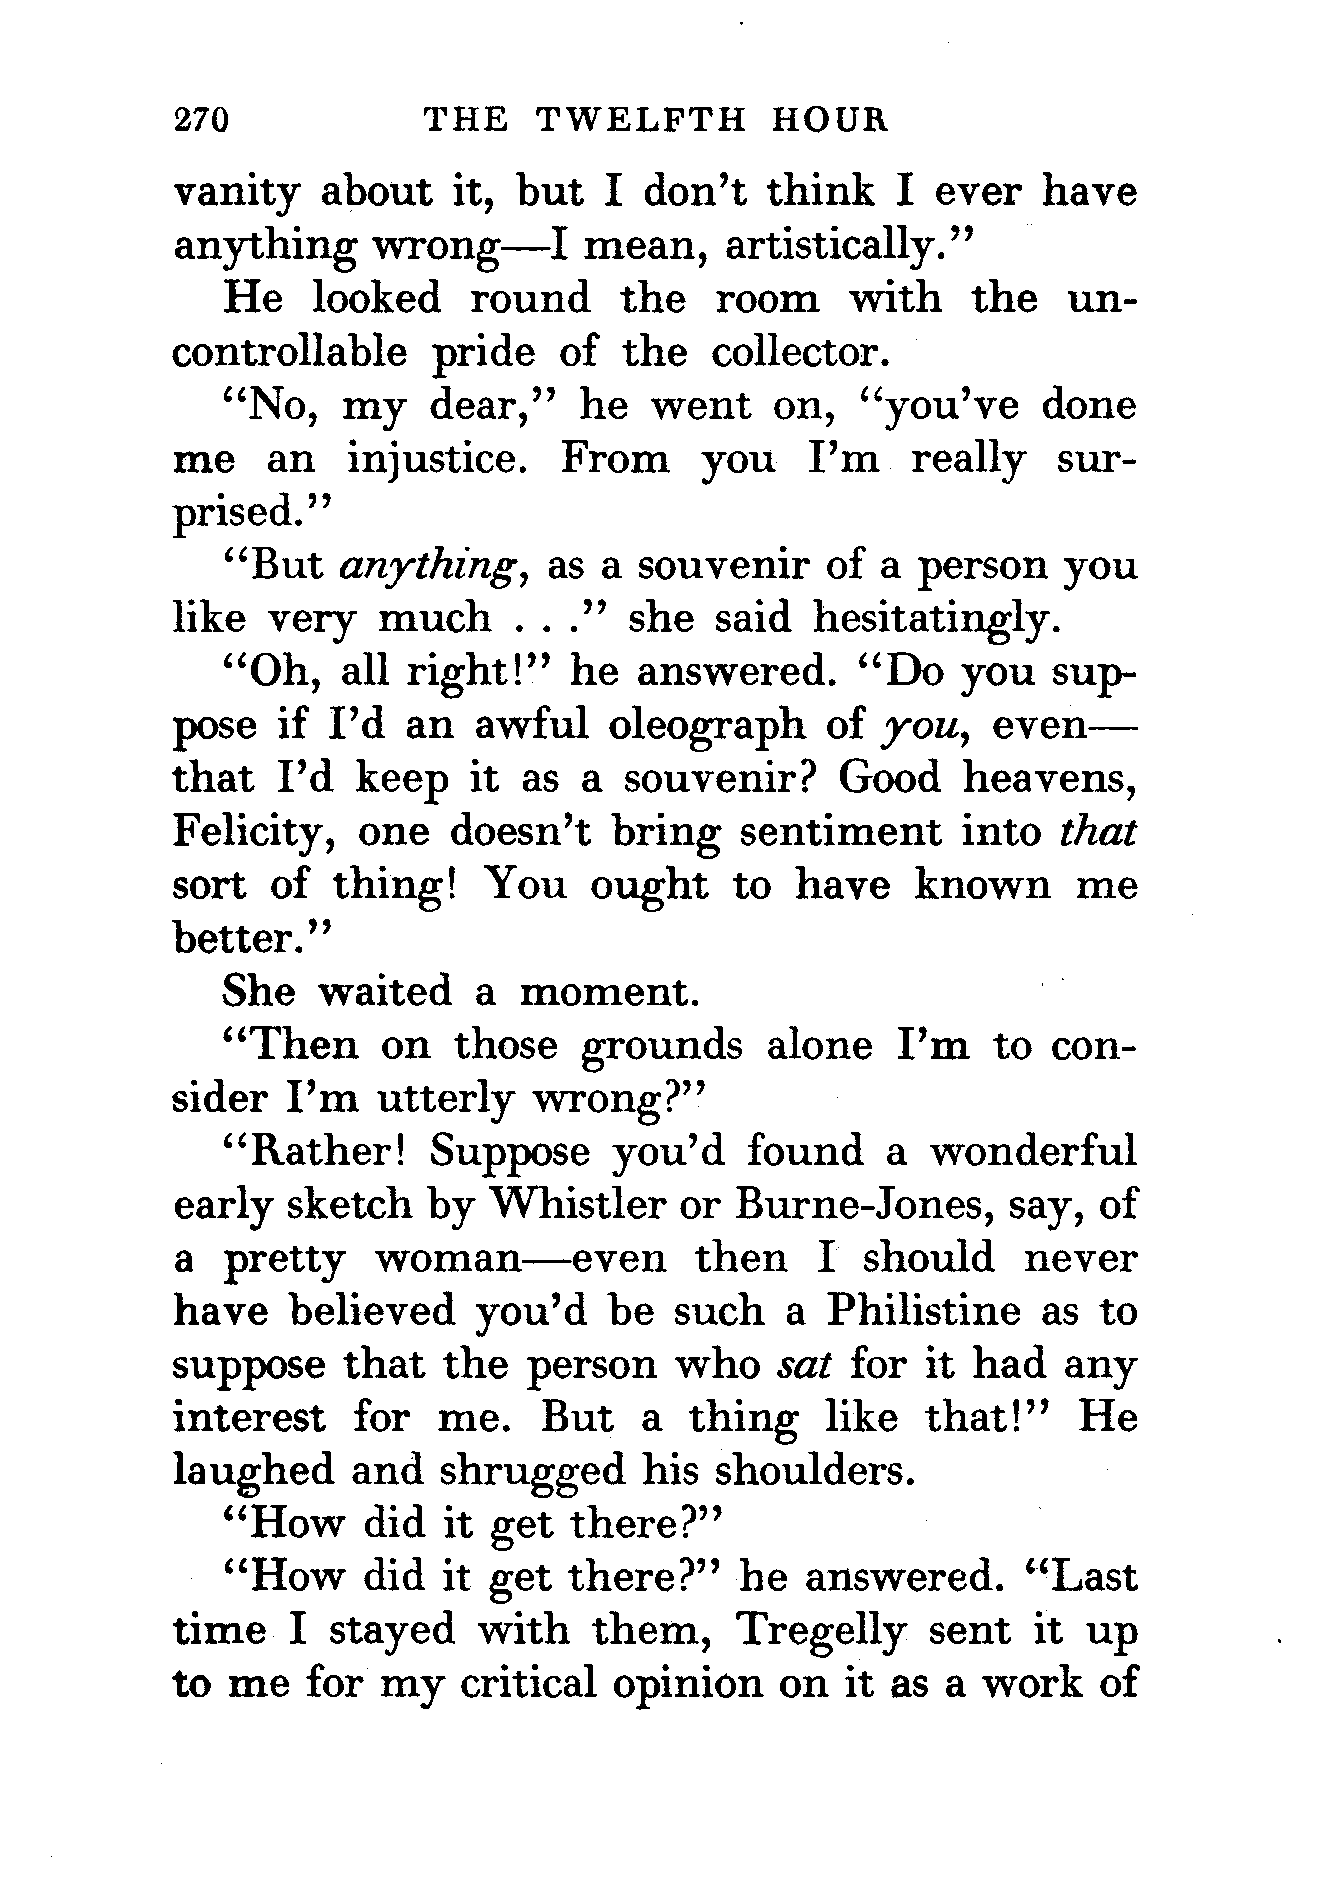 270 THE TWELFTH HOUR
vanity about it, but I don't think I ever have
anything wrong—I mean, artistically."
He looked round the room with the un-
controllable pride of the collector.
"No, my dear," he went on, "you've done
me an injustice. From you I'm really sur-
prised."
"But anything, as a souvenir of a person you
like very much . . ." she said hesitatingly.
"Oh, all right!" he answered. "Do you sup-
pose if I'd an awful oleograph of you, even—
that I'd keep it as a souvenir? Good heavens,
Felicity, one doesn't bring sentiment into that
sort of thing! You ought to have known me
better."
She waited a moment.
"Then on those grounds alone I'm to con-
sider I'm utterly wrong?"
"Rather! Suppose you'd found a wonderful
early sketch by Whistler or Burne-Jones, say, of
a pretty woman—even then I should never
have believed you'd be such a Philistine as to
suppose that the person who sat for it had any
interest for me. But a thing like that!" He
laughed and shrugged his shoulders.
"How did it get there?"
"How did it get there?" he answered. "Last
time I stayed with them, Tregelly sent it up
to me for my critical opinion on it as a work of